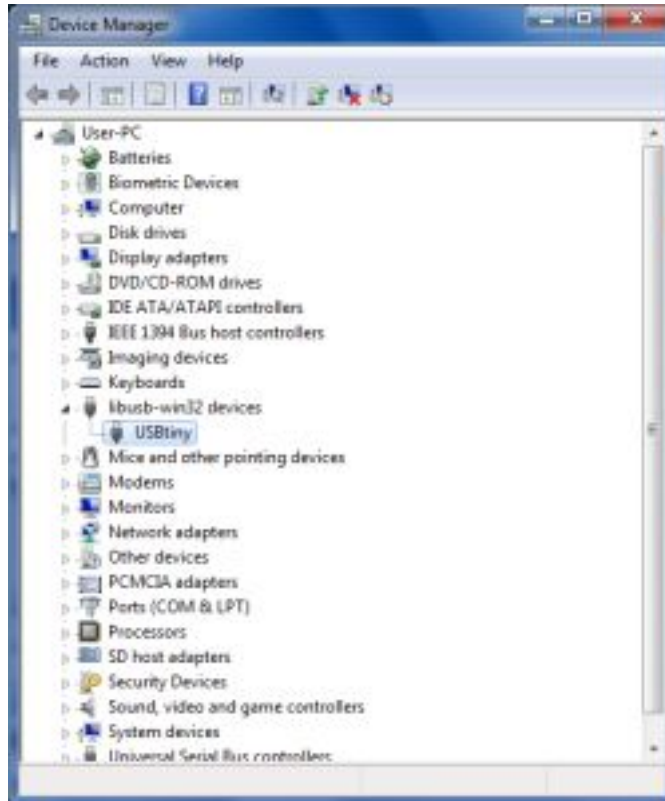 Device Manager
File Action View Help
User-PC
Batteries
Biometric Devices
Computer
Disk drives
Display adapters
DVD/CD-ROM drives
IDE ATA/ATAPI controllers
IEEE 1394 Bus host controllers
Imaging devices
Keyboards
libusb-win32 devices
USBtiny
Mice and other pointing devices
Modems
Monitors
Network adapters
Other devices
PCMCIA adapters
Ports (COM & LPT)
Processors
SD host adapters
Security Devices
Sound, video and game controllers
System devices
Universal Serial Bus controllers